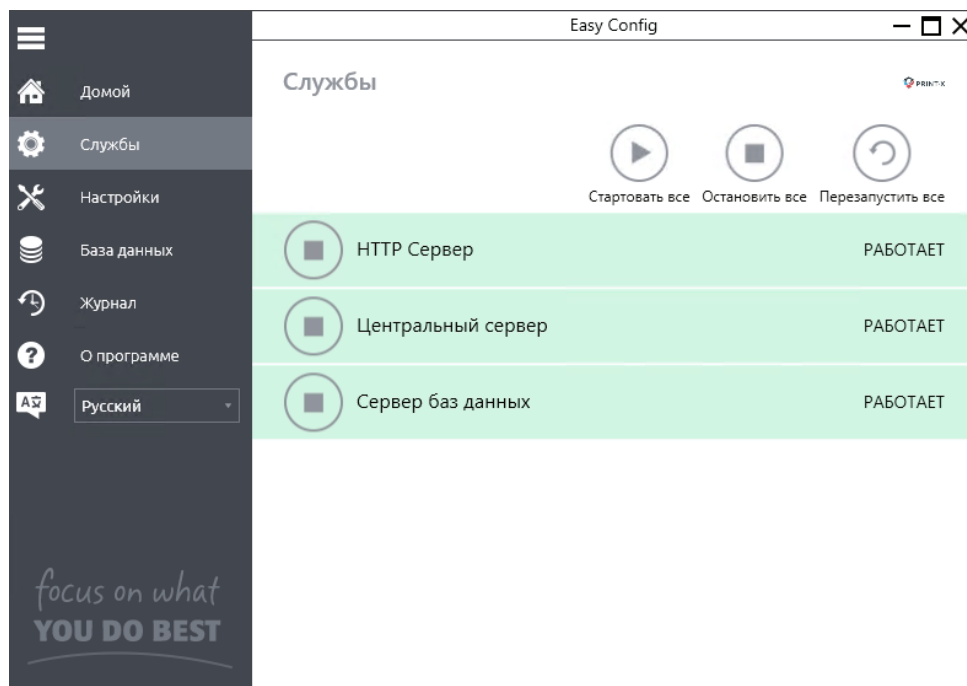 Easy Config
Домой
Службы
Настройки
База данных
Журнал
О программе
Русский
focus on what
YOU DO BEST
Службы
PRINT-X
Стартовать все
Остановить все
Перезапустить все
HTTP Сервер
РАБОТАЕТ
Центральный сервер
РАБОТАЕТ
Сервер баз данных
РАБОТАЕТ